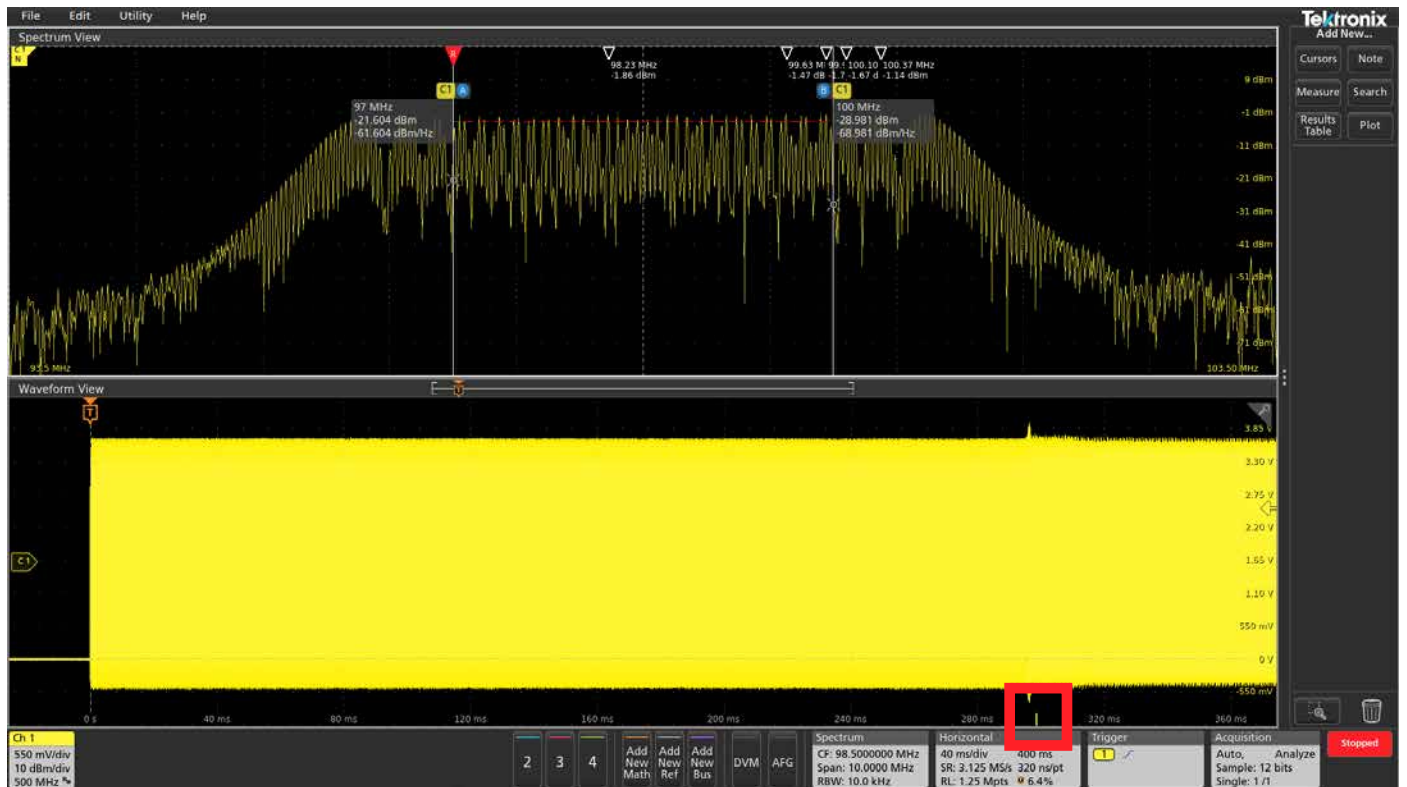 File Edit Utility Help
Tektronix
Add New...
Spectrum View
C1
N
R
98.23 MHz
-1.86 dBm
99.63 M 99.! 100.10 100.37 MHz
-1.47 dB -1.7 -1.67 d -1.14 dBm
Cursors Note
Measure Search
Results Table Plot
C1 A
B C1
97 MHz
-21.604 dBm
-61.604 dBm/Hz
100 MHz
-28.981 dBm
-68.981 dBm/Hz
9 dBm
-1 dBm
-11 dBm
-21 dBm
-31 dBm
-41 dBm
-51 dBm
-61 dBm
-71 dBm
93.5 MHz
103.50 MHz
Waveform View
T
T
3.85
3.30 V
2.75 V
2.20 V
1.65 V
1.10 V
550 mV
0 V
-550 mV
C1
0 s 40 ms 80 ms 120 ms 160 ms 200 ms 240 ms 280 ms 320 ms 360 ms
Ch 1
550 mV/div
10 dBm/div
500 MHz
2 3 4
Add New Math
Add New Ref
Add New Bus
DVM AFG
Spectrum
CF: 98.5000000 MHz
Span: 10.0000 MHz
RBW: 10.0 kHz
Horizontal
40 ms/div 400 ms
SR: 3.125 MS/s 320 ns/pt
RL: 1.25 Mpts 6.4%
Trigger
1
Acquisition
Auto, Analyze
Sample: 12 bits
Single: 1 /1
Stopped